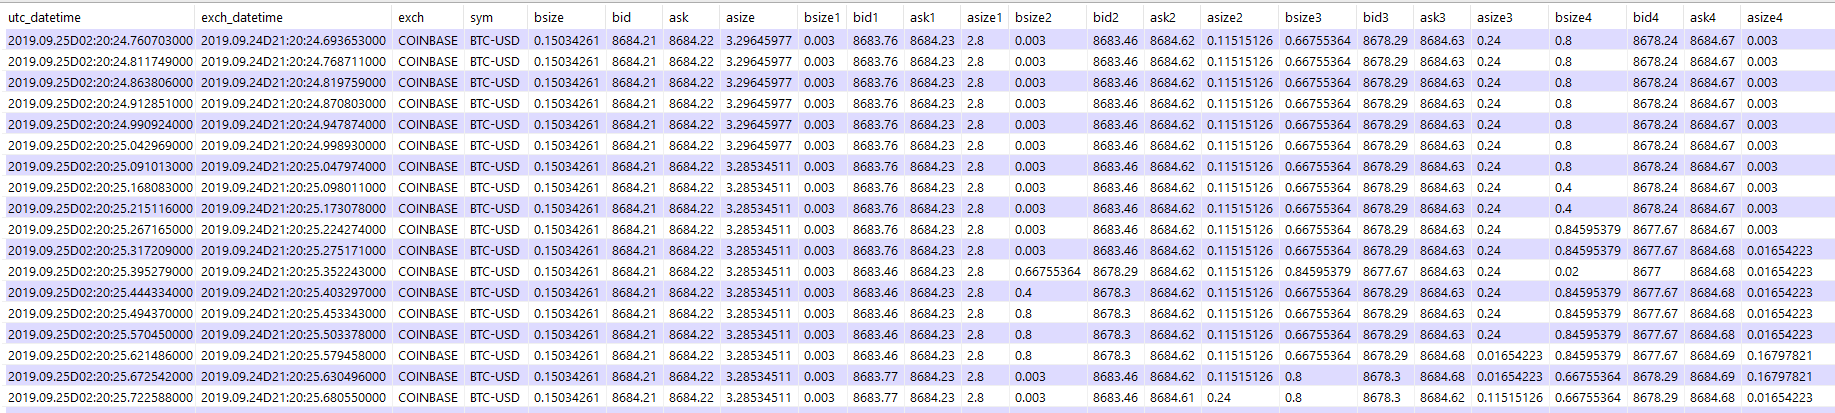 utc_datetime exch_datetime exch sym bsize bid ask asize bsize1 bid1 ask1 asize1 bsize2 bid2 ask2 asize2 bsize3 bid3 ask3 asize3 bsize4 bid4 ask4 asize4
2019.09.25D02:20:24.760703000 2019.09.24D21:20:24.693653000 COINBASE BTC-USD 0.15034261 8684.21 8684.22 3.29645977 0.003 8683.76 8684.23 2.8 0.003 8683.46 8684.62 0.11515126 0.66755364 8678.29 8684.63 0.24 0.8 8678.24 8684.67 0.003
2019.09.25D02:20:24.811749000 2019.09.24D21:20:24.768711000 COINBASE BTC-USD 0.15034261 8684.21 8684.22 3.29645977 0.003 8683.76 8684.23 2.8 0.003 8683.46 8684.62 0.11515126 0.66755364 8678.29 8684.63 0.24 0.8 8678.24 8684.67 0.003
2019.09.25D02:20:24.863806000 2019.09.24D21:20:24.819759000 COINBASE BTC-USD 0.15034261 8684.21 8684.22 3.29645977 0.003 8683.76 8684.23 2.8 0.003 8683.46 8684.62 0.11515126 0.66755364 8678.29 8684.63 0.24 0.8 8678.24 8684.67 0.003
2019.09.25D02:20:24.912851000 2019.09.24D21:20:24.870803000 COINBASE BTC-USD 0.15034261 8684.21 8684.22 3.29645977 0.003 8683.76 8684.23 2.8 0.003 8683.46 8684.62 0.11515126 0.66755364 8678.29 8684.63 0.24 0.8 8678.24 8684.67 0.003
2019.09.25D02:20:24.990924000 2019.09.24D21:20:24.947874000 COINBASE BTC-USD 0.15034261 8684.21 8684.22 3.29645977 0.003 8683.76 8684.23 2.8 0.003 8683.46 8684.62 0.11515126 0.66755364 8678.29 8684.63 0.24 0.8 8678.24 8684.67 0.003
2019.09.25D02:20:25.042969000 2019.09.24D21:20:24.998930000 COINBASE BTC-USD 0.15034261 8684.21 8684.22 3.29645977 0.003 8683.76 8684.23 2.8 0.003 8683.46 8684.62 0.11515126 0.66755364 8678.29 8684.63 0.24 0.8 8678.24 8684.67 0.003
2019.09.25D02:20:25.091013000 2019.09.24D21:20:25.047974000 COINBASE BTC-USD 0.15034261 8684.21 8684.22 3.28534511 0.003 8683.76 8684.23 2.8 0.003 8683.46 8684.62 0.11515126 0.66755364 8678.29 8684.63 0.24 0.8 8678.24 8684.67 0.003
2019.09.25D02:20:25.168083000 2019.09.24D21:20:25.098011000 COINBASE BTC-USD 0.15034261 8684.21 8684.22 3.28534511 0.003 8683.76 8684.23 2.8 0.003 8683.46 8684.62 0.11515126 0.66755364 8678.29 8684.63 0.24 0.4 8678.24 8684.67 0.003
2019.09.25D02:20:25.215116000 2019.09.24D21:20:25.173078000 COINBASE BTC-USD 0.15034261 8684.21 8684.22 3.28534511 0.003 8683.76 8684.23 2.8 0.003 8683.46 8684.62 0.11515126 0.66755364 8678.29 8684.63 0.24 0.4 8678.24 8684.67 0.003
2019.09.25D02:20:25.267165000 2019.09.24D21:20:25.224274000 COINBASE BTC-USD 0.15034261 8684.21 8684.22 3.28534511 0.003 8683.76 8684.23 2.8 0.003 8683.46 8684.62 0.11515126 0.66755364 8678.29 8684.63 0.24 0.84595379 8677.67 8684.67 0.003
2019.09.25D02:20:25.317209000 2019.09.24D21:20:25.275171000 COINBASE BTC-USD 0.15034261 8684.21 8684.22 3.28534511 0.003 8683.76 8684.23 2.8 0.003 8683.46 8684.62 0.11515126 0.66755364 8678.29 8684.63 0.24 0.84595379 8677.67 8684.68 0.01654223
2019.09.25D02:20:25.395279000 2019.09.24D21:20:25.352243000 COINBASE BTC-USD 0.15034261 8684.21 8684.22 3.28534511 0.003 8683.46 8684.23 2.8 0.66755364 8678.29 8684.62 0.11515126 0.84595379 8677.67 8684.63 0.24 0.02 8677 8684.68 0.01654223
2019.09.25D02:20:25.444334000 2019.09.24D21:20:25.403297000 COINBASE BTC-USD 0.15034261 8684.21 8684.22 3.28534511 0.003 8683.46 8684.23 2.8 0.4 8678.3 8684.62 0.11515126 0.66755364 8678.29 8684.63 0.24 0.84595379 8677.67 8684.68 0.01654223
2019.09.25D02:20:25.494370000 2019.09.24D21:20:25.453343000 COINBASE BTC-USD 0.15034261 8684.21 8684.22 3.28534511 0.003 8683.46 8684.23 2.8 0.8 8678.3 8684.62 0.11515126 0.66755364 8678.29 8684.63 0.24 0.84595379 8677.67 8684.68 0.01654223
2019.09.25D02:20:25.570450000 2019.09.24D21:20:25.503378000 COINBASE BTC-USD 0.15034261 8684.21 8684.22 3.28534511 0.003 8683.46 8684.23 2.8 0.8 8678.3 8684.62 0.11515126 0.66755364 8678.29 8684.63 0.24 0.84595379 8677.67 8684.68 0.01654223
2019.09.25D02:20:25.621486000 2019.09.24D21:20:25.579458000 COINBASE BTC-USD 0.15034261 8684.21 8684.22 3.28534511 0.003 8683.46 8684.23 2.8 0.8 8678.3 8684.62 0.11515126 0.66755364 8678.29 8684.68 0.01654223 0.84595379 8677.67 8684.69 0.16797821
2019.09.25D02:20:25.672542000 2019.09.24D21:20:25.630496000 COINBASE BTC-USD 0.15034261 8684.21 8684.22 3.28534511 0.003 8683.77 8684.23 2.8 0.003 8683.46 8684.62 0.11515126 0.8 8678.3 8684.68 0.01654223 0.66755364 8678.29 8684.69 0.16797821
2019.09.25D02:20:25.722588000 2019.09.24D21:20:25.680550000 COINBASE BTC-USD 0.15034261 8684.21 8684.22 3.28534511 0.003 8683.77 8684.23 2.8 0.003 8683.46 8684.61 0.24 0.8 8678.3 8684.62 0.11515126 0.66755364 8678.29 8684.68 0.01654223